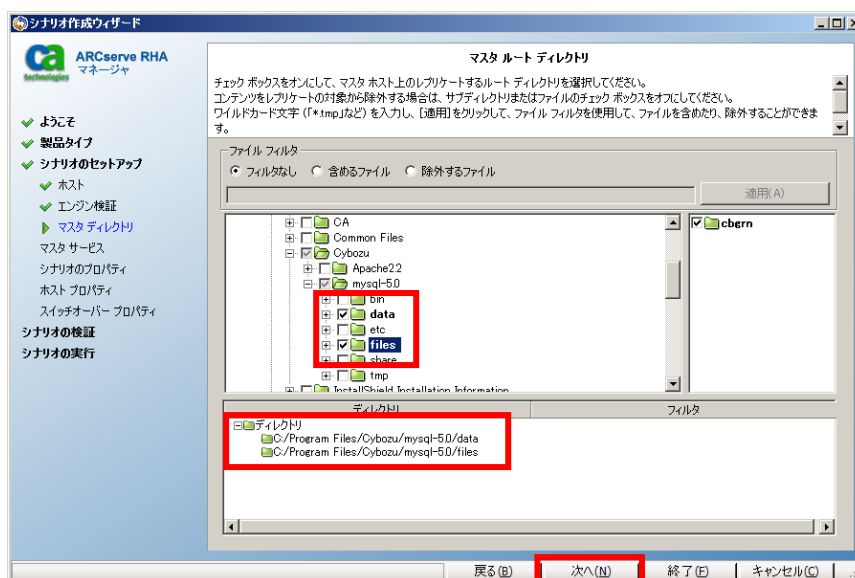 シナリオ作成ウィザード
ca
technologies
ARCserve RHA
マネージャ
ようこそ
製品タイプ
シナリオのセットアップ
ホスト
エンジン検証
マスタ ディレクトリ
マスタ サービス
シナリオのプロパティ
ホスト プロパティ
スイッチオーバー プロパティ
シナリオの検証
シナリオの実行
マスタ ルート ディレクトリ
チェック ボックスをオンにして、マスタ ホスト上のレプリケートするルート ディレクトリを選択してください。
コンテンツをレプリケートの対象から除外する場合は、サブディレクトリまたはファイルのチェック ボックスをオフにしてください。
ワイルドカード文字 (「*.tmp」など) を入力し、[適用] をクリックして、ファイル フィルタを使用して、ファイルを含めたり、除外することができま
す。
ファイル フィルタ
フィルタなし 含めるファイル 除外するファイル
適用(A)
CA
Common Files
Cybozu
Apache2.2
mysql-5.0
bin
data
etc
files
share
tmp
InstallShield Installation Information
cbgrn
ディレクトリ フィルタ
ディレクトリ
C:/Program Files/Cybozu/mysql-5.0/data
C:/Program Files/Cybozu/mysql-5.0/files
戻る(B) 次へ(N) 終了(F) キャンセル(C)